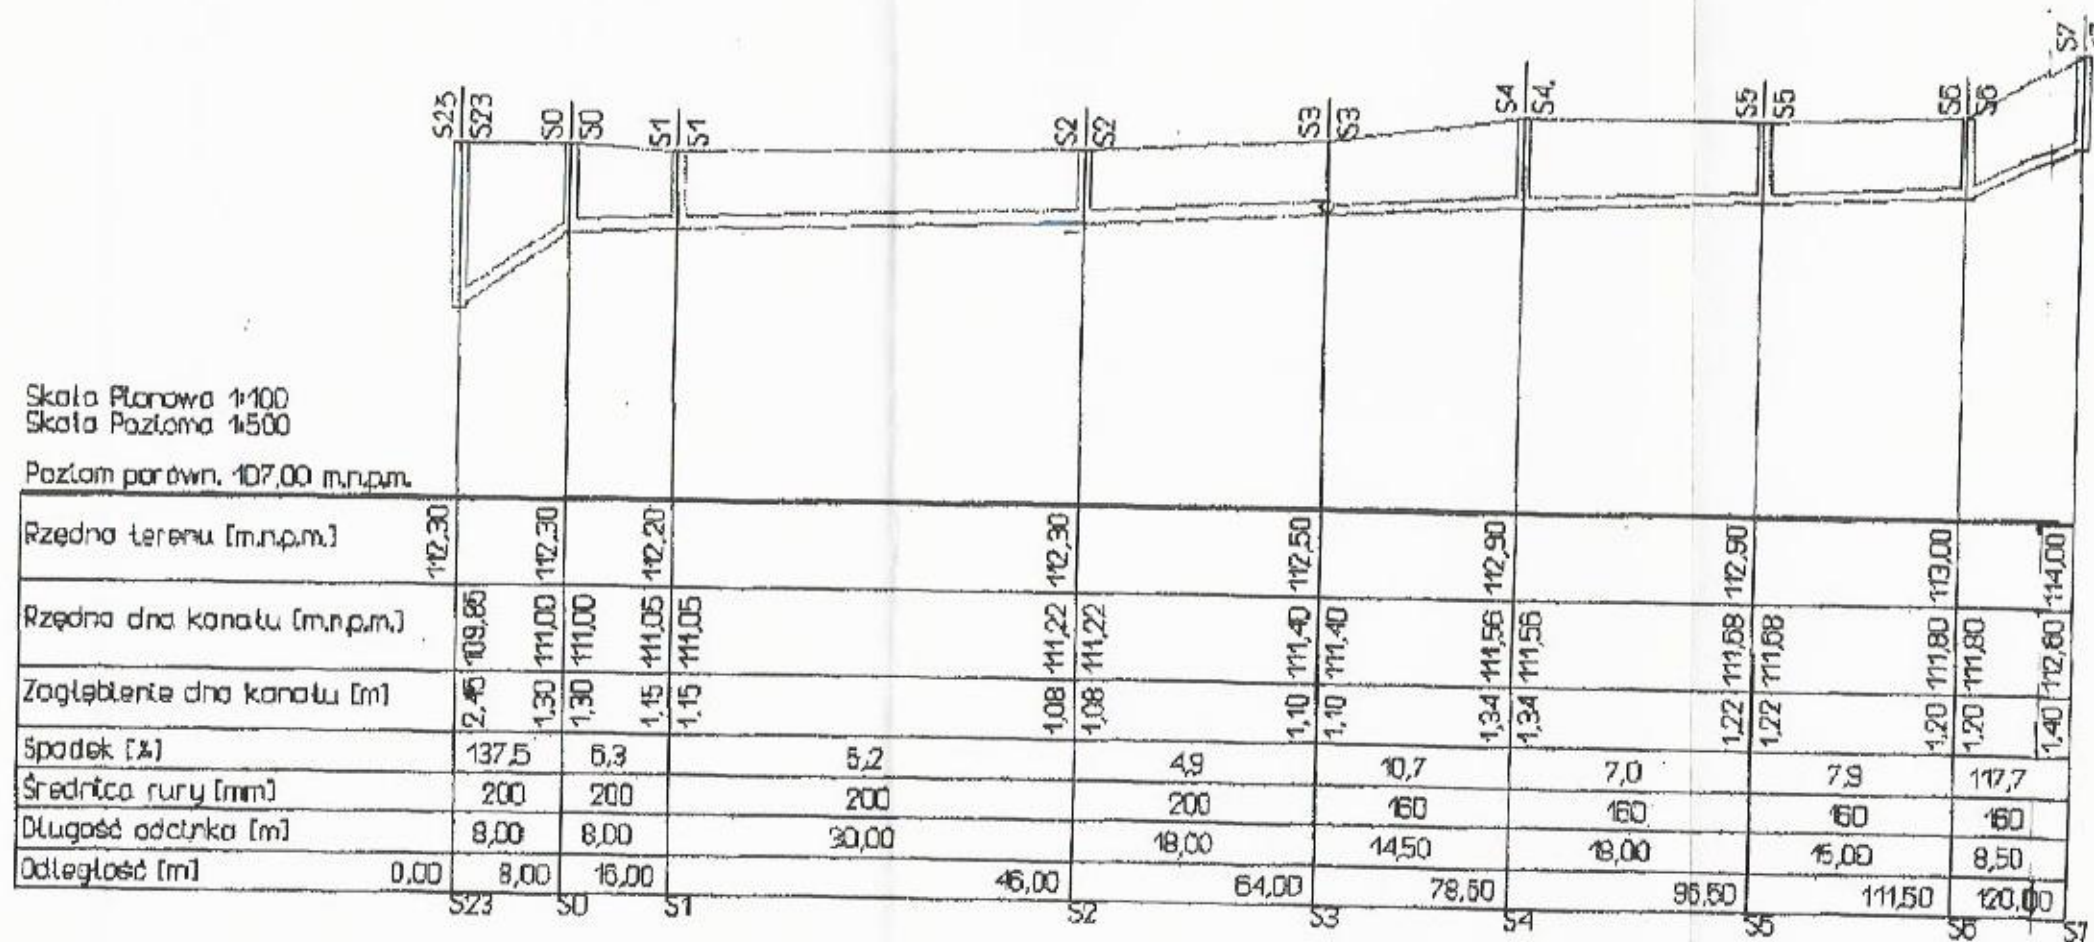 S23 S23 S0 S0 S1 S1 S2 S2 S3 S3 S4 S4. S5 S5 S6 S6 S7
Skala Planowa 1:100
Skala Pozioma 1:500
Poziom porówn. 107,00 m.n.p.m.
Rzędna terenu [m.n.p.m.] 112,30 112,30 112,20 112,30 112,50 112,90 112,90 113,00 114,00
Rzędna dna kanału [m.n.p.m.] 109,85 111,00 111,00 111,05 111,05 111,22 111,22 111,40 111,40 111,56 111,56 111,68 111,68 111,80 111,80 112,60
Zagłębienie dna kanału [m] 2,45 1,30 1,30 1,15 1,15 1,08 1,08 1,10 1,10 1,34 1,34 1,22 1,22 1,20 1,20 1,40
Spadek [%] 137,5 6,3 5,2 4,9 10,7 7,0 7,9 117,7
Średnica rury [mm] 200 200 200 200 160 160 160 160
Długość odcinka [m] 8,00 8,00 30,00 18,00 14,50 18,00 15,00 8,50
Odległość [m] 0,00 8,00 16,00 46,00 64,00 78,50 96,50 111,50 120,00
S23 S0 S1 S2 S3 S4 S5 S6 S7